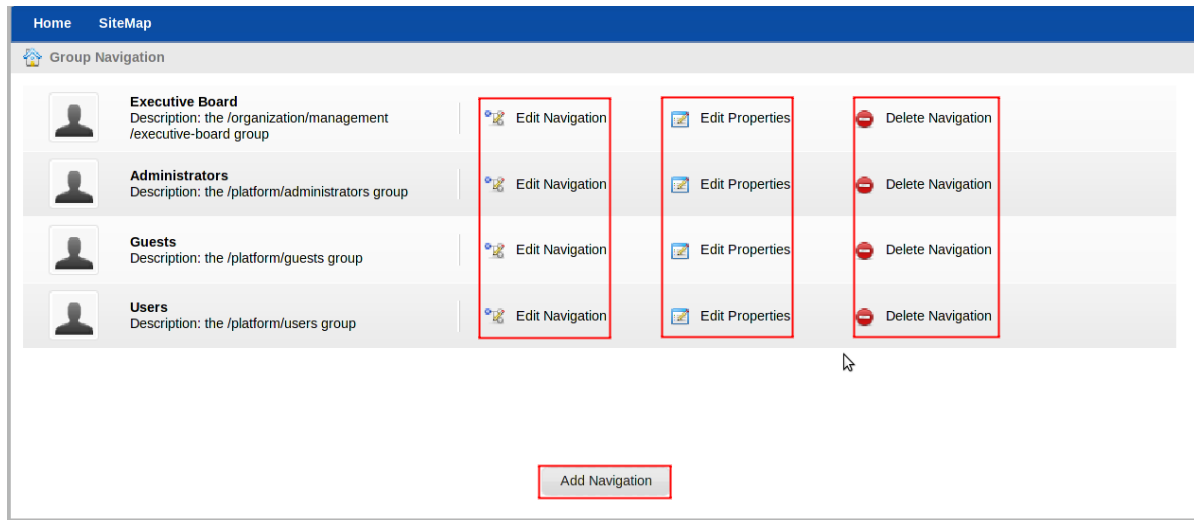 Home SiteMap
Group Navigation
Executive Board
Description: the /organization/management
/executive-board group
Edit Navigation Edit Properties Delete Navigation
Administrators
Description: the /platform/administrators group
Edit Navigation Edit Properties Delete Navigation
Guests
Description: the /platform/guests group
Edit Navigation Edit Properties Delete Navigation
Users
Description: the /platform/users group
Edit Navigation Edit Properties Delete Navigation
Add Navigation